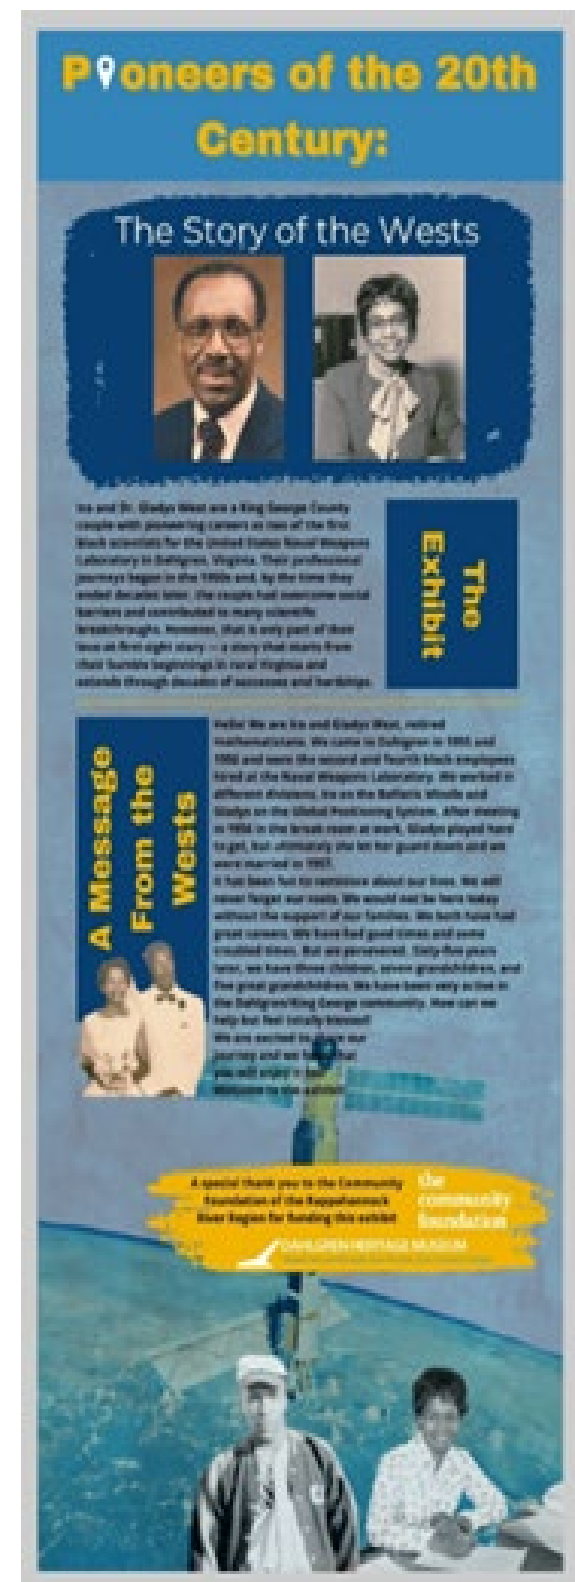 Pioneers of the 20th
Century:
The Story of the Wests
Ira and Dr. Gladys West are a King George County
couple with pioneering careers as two of the first
black scientists for the United States Naval Weapons
Laboratory in Dahlgren, Virginia. Their professional
journeys began in the 1950s and, by the time they
ended decades later, the couple had overcome social
barriers and contributed to many scientific
breakthroughs. However, that is only part of their
love at first sight story – a story that starts from
their humble beginnings in rural Virginia and
extends through decades of successes and hardships.
The
Exhibit
A Message
From the
Wests
Hello! We are Ira and Gladys West, retired
mathematicians. We came to Dahlgren in 1955 and
1956 and were the second and fourth black employees
hired at the Naval Weapons Laboratory. We worked in
different divisions, Ira on the Ballistic Missile and
Gladys on the Global Positioning System. After meeting
in 1956 in the break room at work, Gladys played hard
to get, but ultimately she let her guard down and we
were married in 1957.
It has been fun to reminisce about our lives. We will
never forget our roots. We would not be here today
without the support of our families. We both have had
great careers. We have had good times and some
troubled times. But we persevered. Sixty-five years
later, we have three children, seven grandchildren, and
five great grandchildren. We have been very active in
the Dahlgren/King George community. How can we
help but feel totally blessed!
We are excited to share our
journey and we hope that
you will enjoy it
Welcome to the exhibit!
A special thank you to the Community
Foundation of the Rappahannock
River Region for funding this exhibit
the
community
foundation
DAHLGREN HERITAGE MUSEUM